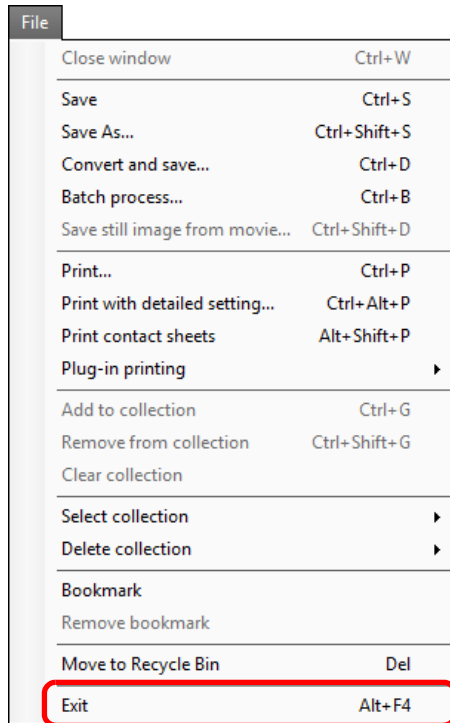 File
Close window Ctrl+W
Save Ctrl+S
Save As... Ctrl+Shift+S
Convert and save... Ctrl+D
Batch process... Ctrl+B
Save still image from movie... Ctrl+Shift+D
Print... Ctrl+P
Print with detailed setting... Ctrl+Alt+P
Print contact sheets Alt+Shift+P
Plug-in printing
Add to collection Ctrl+G
Remove from collection Ctrl+Shift+G
Clear collection
Select collection
Delete collection
Bookmark
Remove bookmark
Move to Recycle Bin Del
Exit Alt+F4